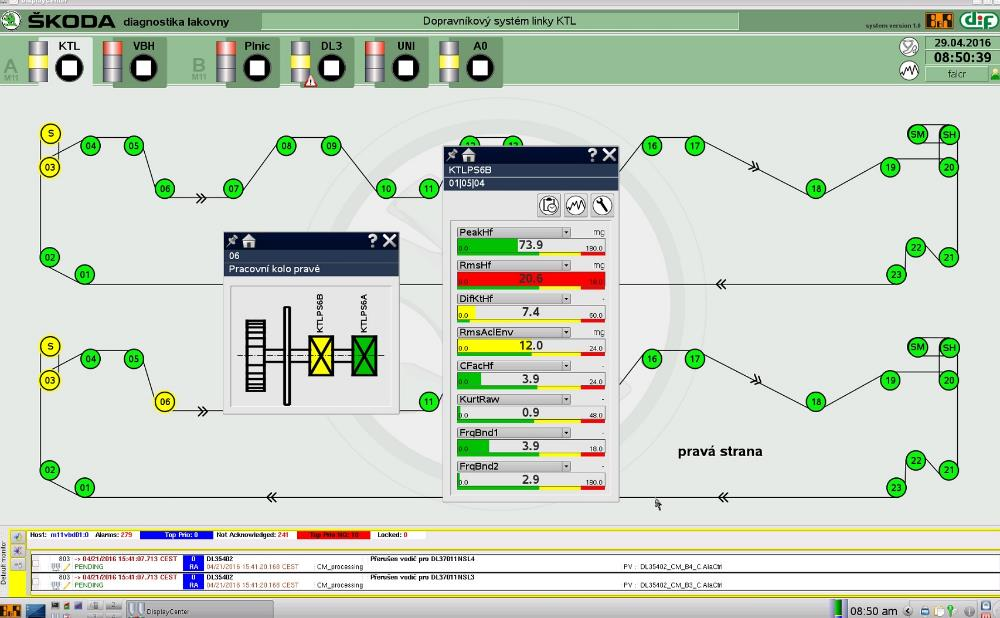 DisplayCenter
ŠKODA diagnostika lakovny
Dopravníkový systém linky KTL
system version 1.0
B&R
dif
KTL
VBH
Plnic
DL3
UNI
A0
A
M11
B
M11
29.04.2016
08:50:39
falcr
S
04
05
08
09
12
13
16
17
SM
SH
03
06
07
10
11
18
19
20
02
01
22
21
23
S
04
05
16
17
SM
SH
03
06
11
18
19
20
02
01
22
21
23
06
Pracovní kolo pravé
KTLPS6B
KTLPS6A
KTLPS6B
01|05|04
PeakHf mg
0.0 73.9 190.0
RmsHf mg
20.6
DifKtHf -
0.0 7.4 50.0
RmsAclEnv mg
0.0 12.0 24.0
CFacHf -
0.0 3.9 24.0
KurtRaw -
0.0 0.9 48.0
FrqBnd1 -
0.0 3.9 18.0
FrqBnd2 -
0.0 2.9 190.0
pravá strana
Default monitor
Host: m11vbd01:0 Alarms: 279 Top Prio: 0 Not Acknowledged: 241 Locked: 0
803 -> 04/21/2016 15:41:07.713 CEST 0 DL35402 Přerušen vodič pro DL37011NSL4
PENDING RA 04/21/2016 15:41:20.168 CEST CM_processing PV : DL35402_CM_B4_C.AlaCtrl
803 -> 04/21/2016 15:41:07.713 CEST 0 DL35402 Přerušen vodič pro DL37011NSL3
PENDING RA 04/21/2016 15:41:20.168 CEST CM_processing PV : DL35402_CM_B3_C.AlaCtrl
DisplayCenter
08:50 am